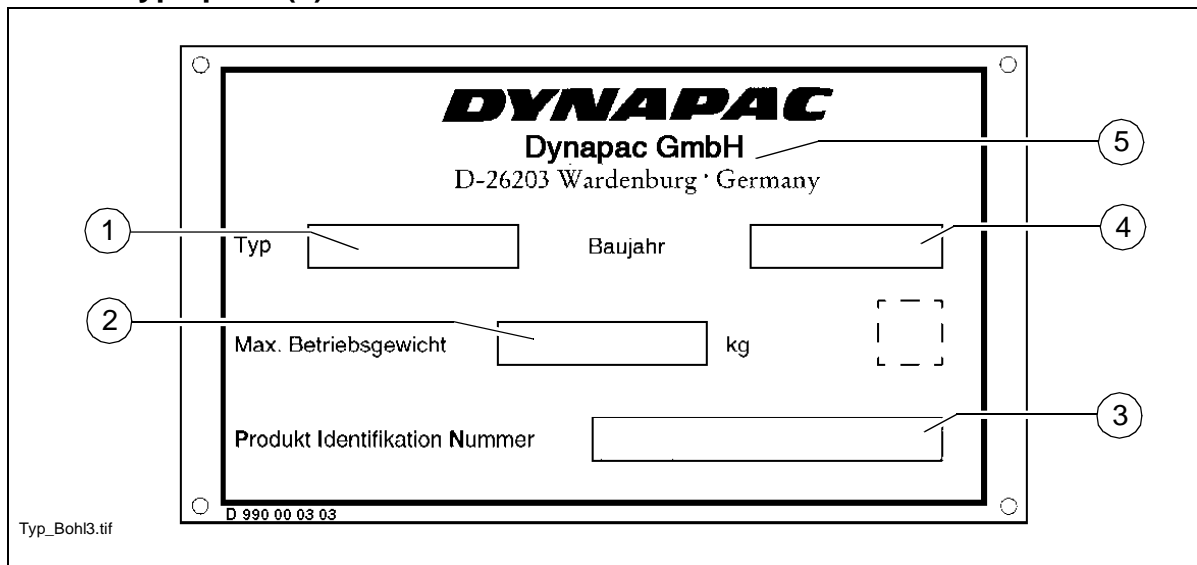 DYNAPAC
Dynapac GmbH
5
D-26203 Wardenburg · Germany
1
Typ
Baujahr
4
2
Max. Betriebsgewicht
kg
3
Produkt Identifikation Nummer
D 990 00 03 03
Typ_Bohl3.tif